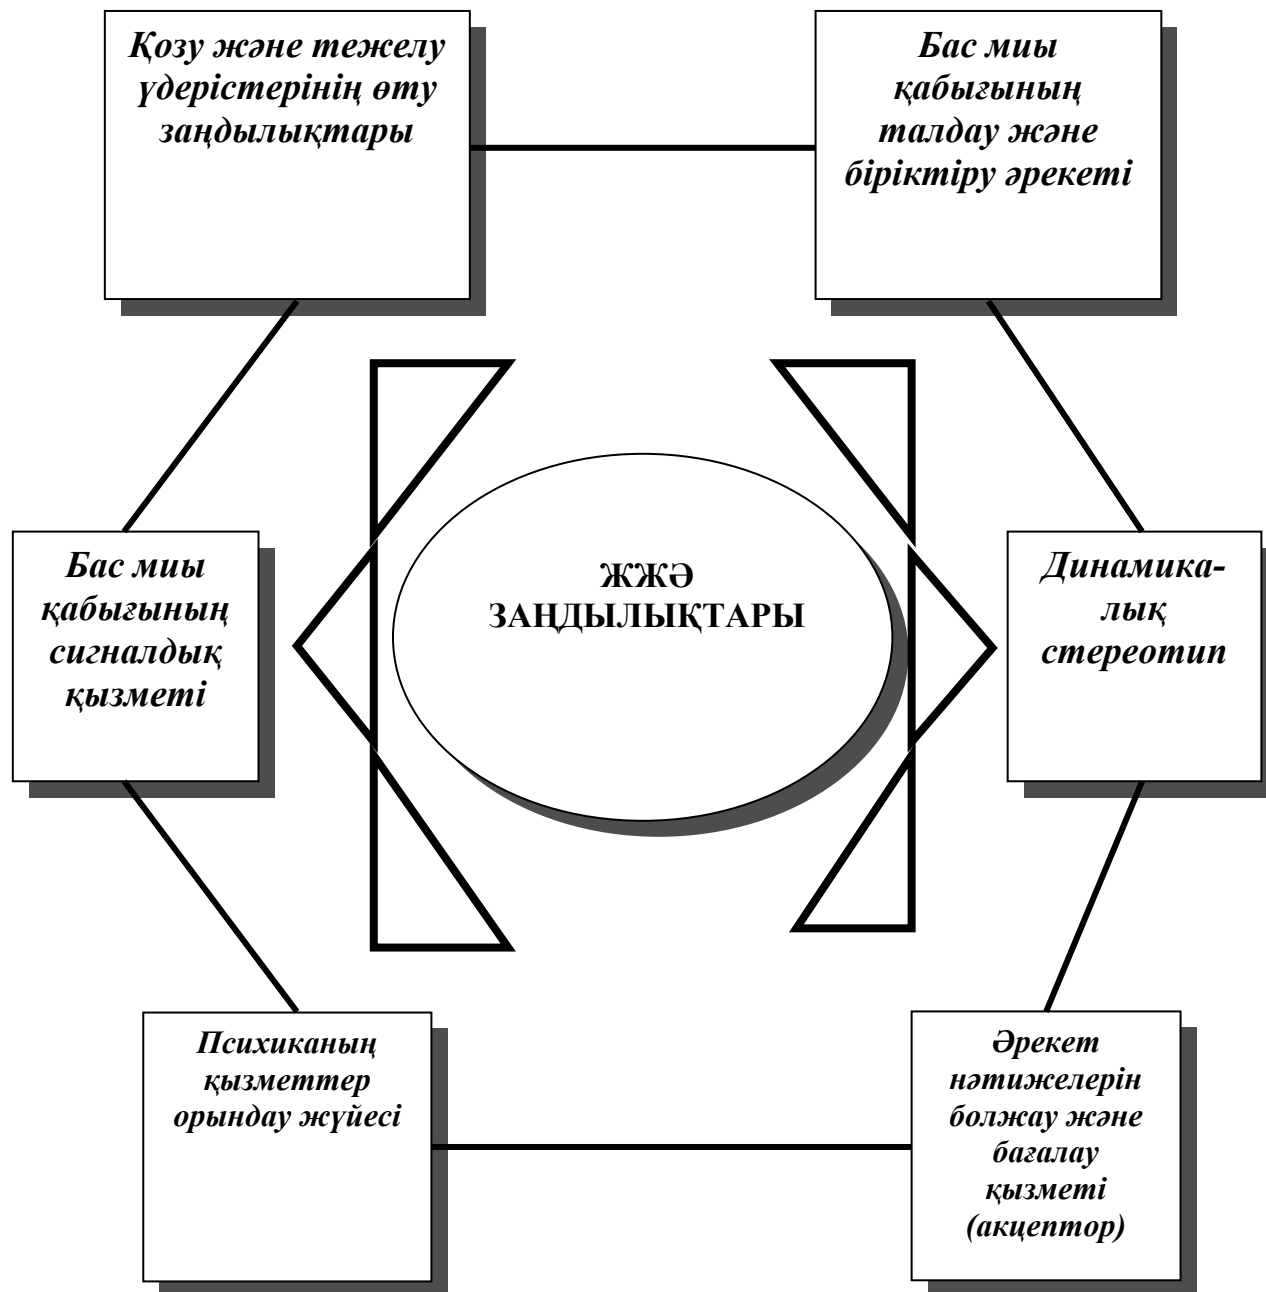 Қозу және тежелу
үдерістерінің өту
заңдылықтары
Бас миы
қабығының
талдау және
біріктіру әрекеті
Бас миы
қабығының
сигналдық
қызметі
ЖЖӘ
ЗАҢДЫЛЫҚТАРЫ
Динамика-
лық
стереотип
Психиканың
қызметтер
орындау жүйесі
Әрекет
нәтижелерін
болжау және
бағалау
қызметі
(акцептор)